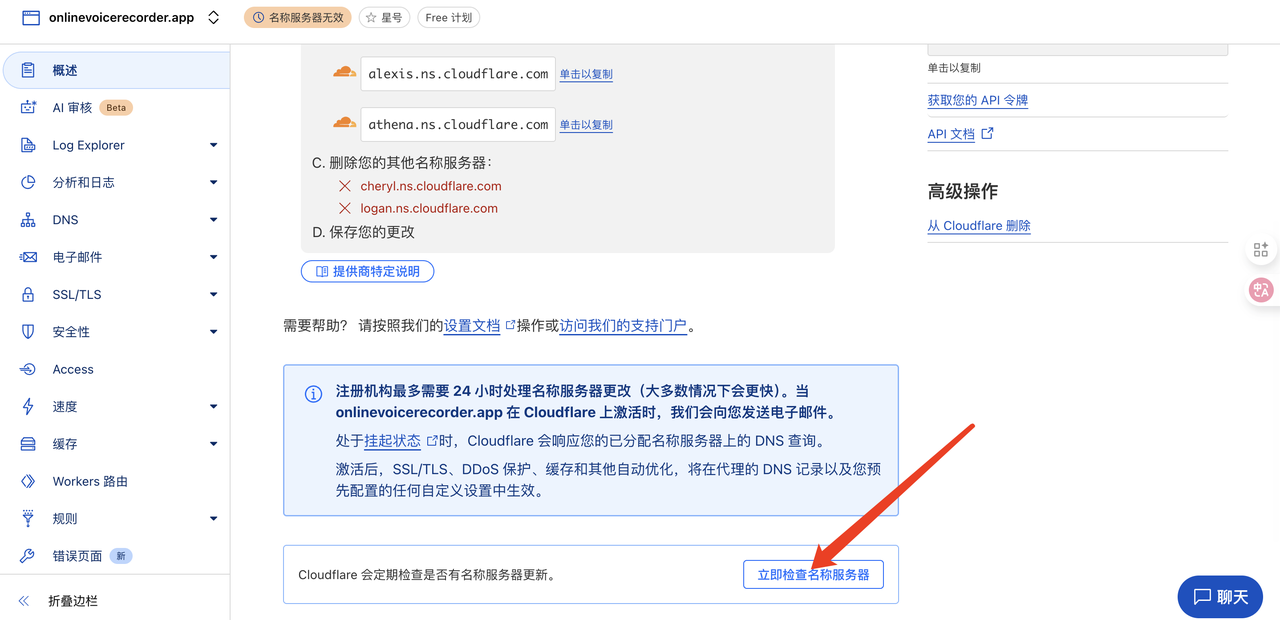 onlinevoicerecorder.app
名称服务器无效
星号
Free 计划
概述
AI 审核 Beta
Log Explorer
分析和日志
DNS
电子邮件
SSL/TLS
安全性
Access
速度
缓存
Workers 路由
规则
错误页面 新
折叠边栏
alexis.ns.cloudflare.com 单击以复制
athena.ns.cloudflare.com 单击以复制
C. 删除您的其他名称服务器：
cheryl.ns.cloudflare.com
logan.ns.cloudflare.com
D. 保存您的更改
提供商特定说明
需要帮助？ 请按照我们的设置文档操作或访问我们的支持门户。
注册机构最多需要 24 小时处理名称服务器更改（大多数情况下会更快）。当
onlinevoicerecorder.app 在 Cloudflare 上激活时，我们会向您发送电子邮件。
处于挂起状态时，Cloudflare 会响应您的已分配名称服务器上的 DNS 查询。
激活后，SSL/TLS、DDoS 保护、缓存和其他自动优化，将在代理的 DNS 记录以及您预
先配置的任何自定义设置中生效。
Cloudflare 会定期检查是否有名称服务器更新。
立即检查名称服务器
单击以复制
获取您的 API 令牌
API 文档
高级操作
从 Cloudflare 删除
中A
聊天